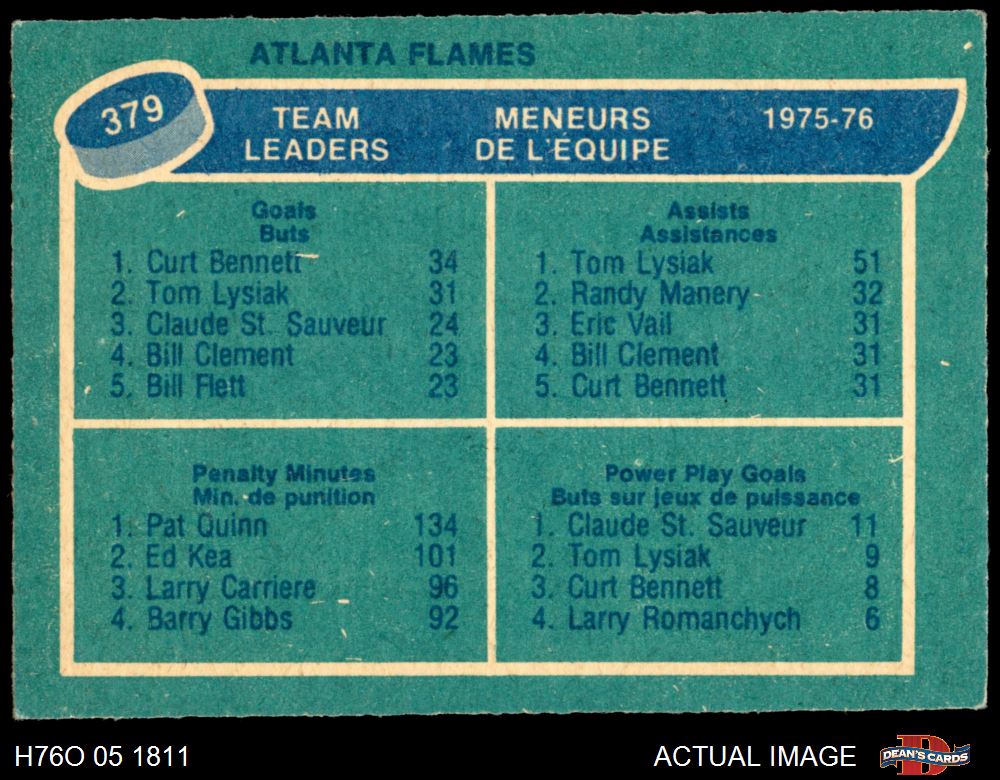 ATLANTA FLAMES
379
TEAM LEADERS
MENEURS DE L'ÉQUIPE
1975-76
Goals
Buts
1. Curt Bennett 34
2. Tom Lysiak 31
3. Claude St. Sauveur 24
4. Bill Clement 23
5. Bill Flett 23
Assists
Assistances
1. Tom Lysiak 51
2. Randy Manery 32
3. Eric Vail 31
4. Bill Clement 31
5. Curt Bennett 31
Penalty Minutes
Min. de punition
1. Pat Quinn 134
2. Ed Kea 101
3. Larry Carriere 96
4. Barry Gibbs 92
Power Play Goals
Buts sur jeux de puissance
1. Claude St. Sauveur 11
2. Tom Lysiak 9
3. Curt Bennett 8
4. Larry Romanchych 6
H76O 05 1811
ACTUAL IMAGE
D
DEAN'S CARDS